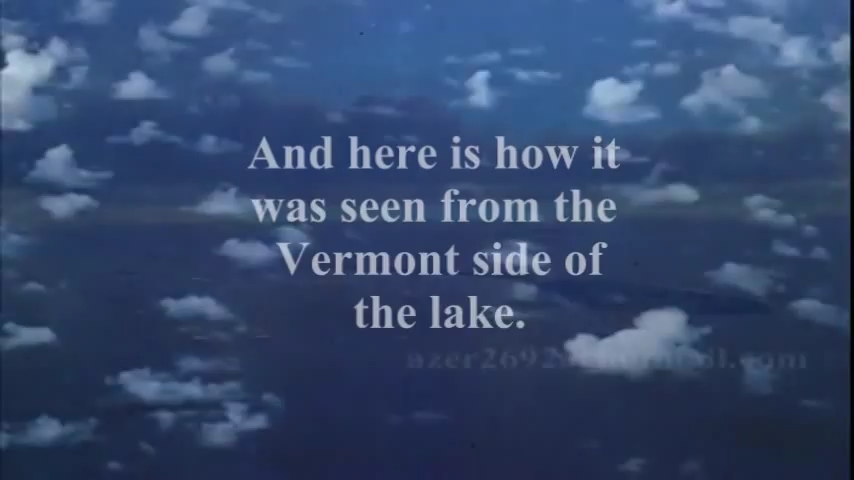 And here is how it
was seen from the
Vermont side of
the lake.